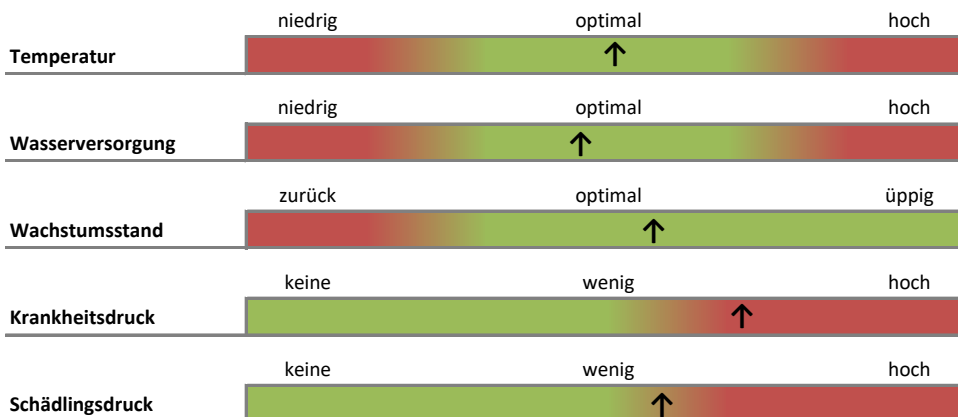 niedrig optimal hoch
Temperatur
niedrig optimal hoch
Wasserversorgung
zurück optimal üppig
Wachstumsstand
keine wenig hoch
Krankheitsdruck
keine wenig hoch
Schädlingsdruck